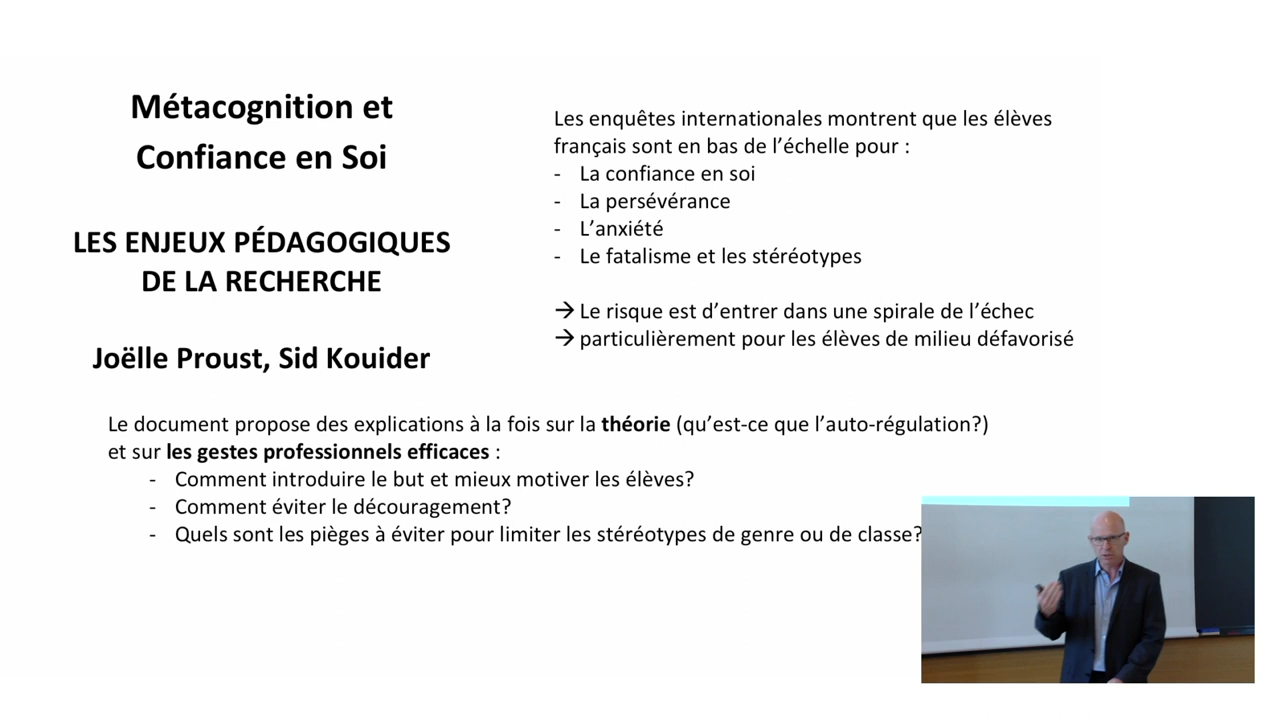 Métacognition et
Confiance en Soi
LES ENJEUX PÉDAGOGIQUES
DE LA RECHERCHE
Joëlle Proust, Sid Kouider
Les enquêtes internationales montrent que les élèves
français sont en bas de l’échelle pour :
- La confiance en soi
- La persévérance
- L’anxiété
- Le fatalisme et les stéréotypes
→ Le risque est d’entrer dans une spirale de l’échec
→ particulièrement pour les élèves de milieu défavorisé
Le document propose des explications à la fois sur la théorie (qu’est-ce que l’auto-régulation?)
et sur les gestes professionnels efficaces :
- Comment introduire le but et mieux motiver les élèves?
- Comment éviter le découragement?
- Quels sont les pièges à éviter pour limiter les stéréotypes de genre ou de classe?